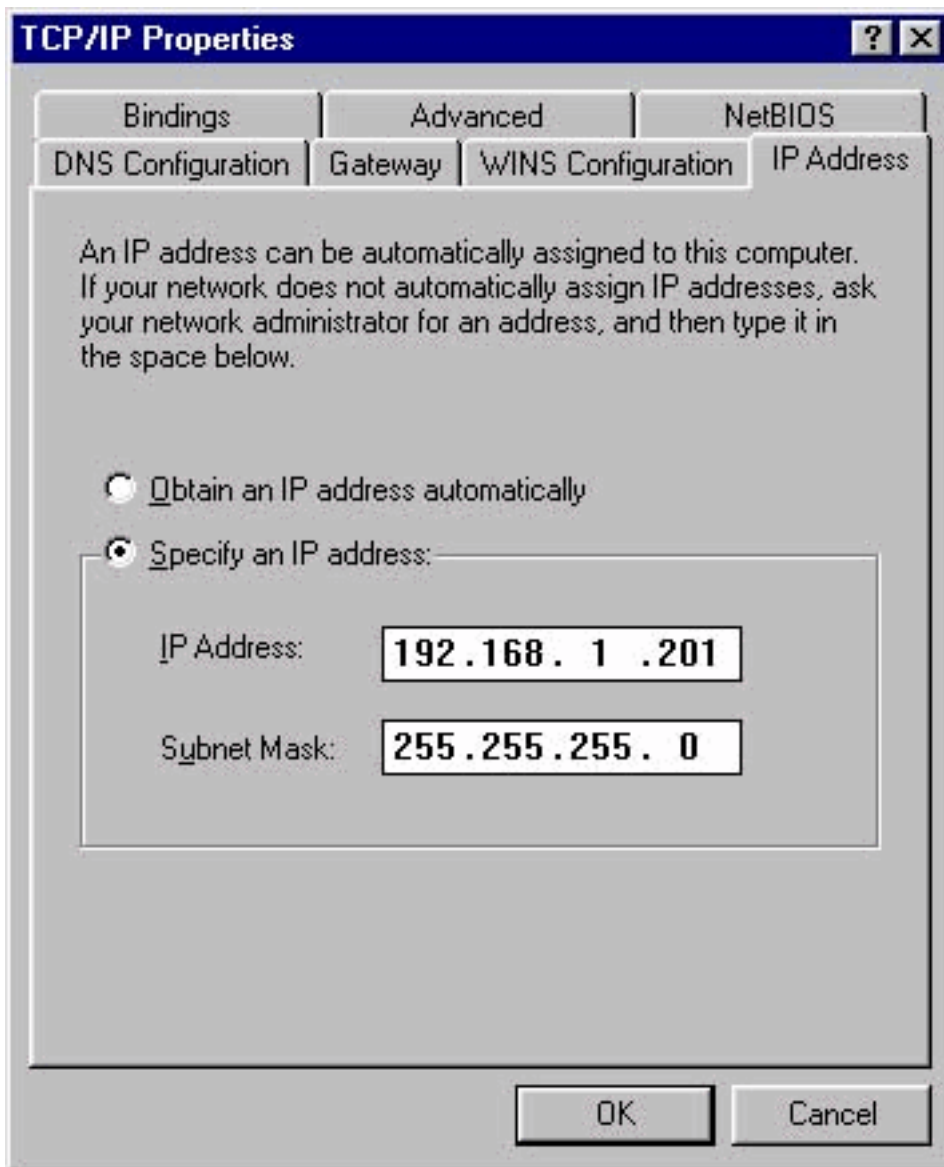 TCP/IP Properties
Bindings Advanced NetBIOS
DNS Configuration Gateway WINS Configuration IP Address
An IP address can be automatically assigned to this computer.
If your network does not automatically assign IP addresses, ask
your network administrator for an address, and then type it in
the space below.
Obtain an IP address automatically
Specify an IP address:
IP Address: 192.168. 1 .201
Subnet Mask: 255.255.255. 0
OK Cancel